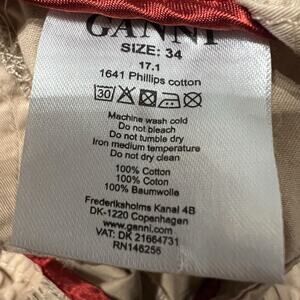 GANNI
SIZE: 34
17.1
1641 Phillips cotton
30
Machine wash cold
Do not bleach
Do not tumble dry
Iron medium temperature
Do not dry clean
100% Cotton
100% Coton
100% Baumwolle
Frederiksholms Kanal 4B
DK-1220 Copenhagen
www.ganni.com
VAT: DK 21664731
RN146256